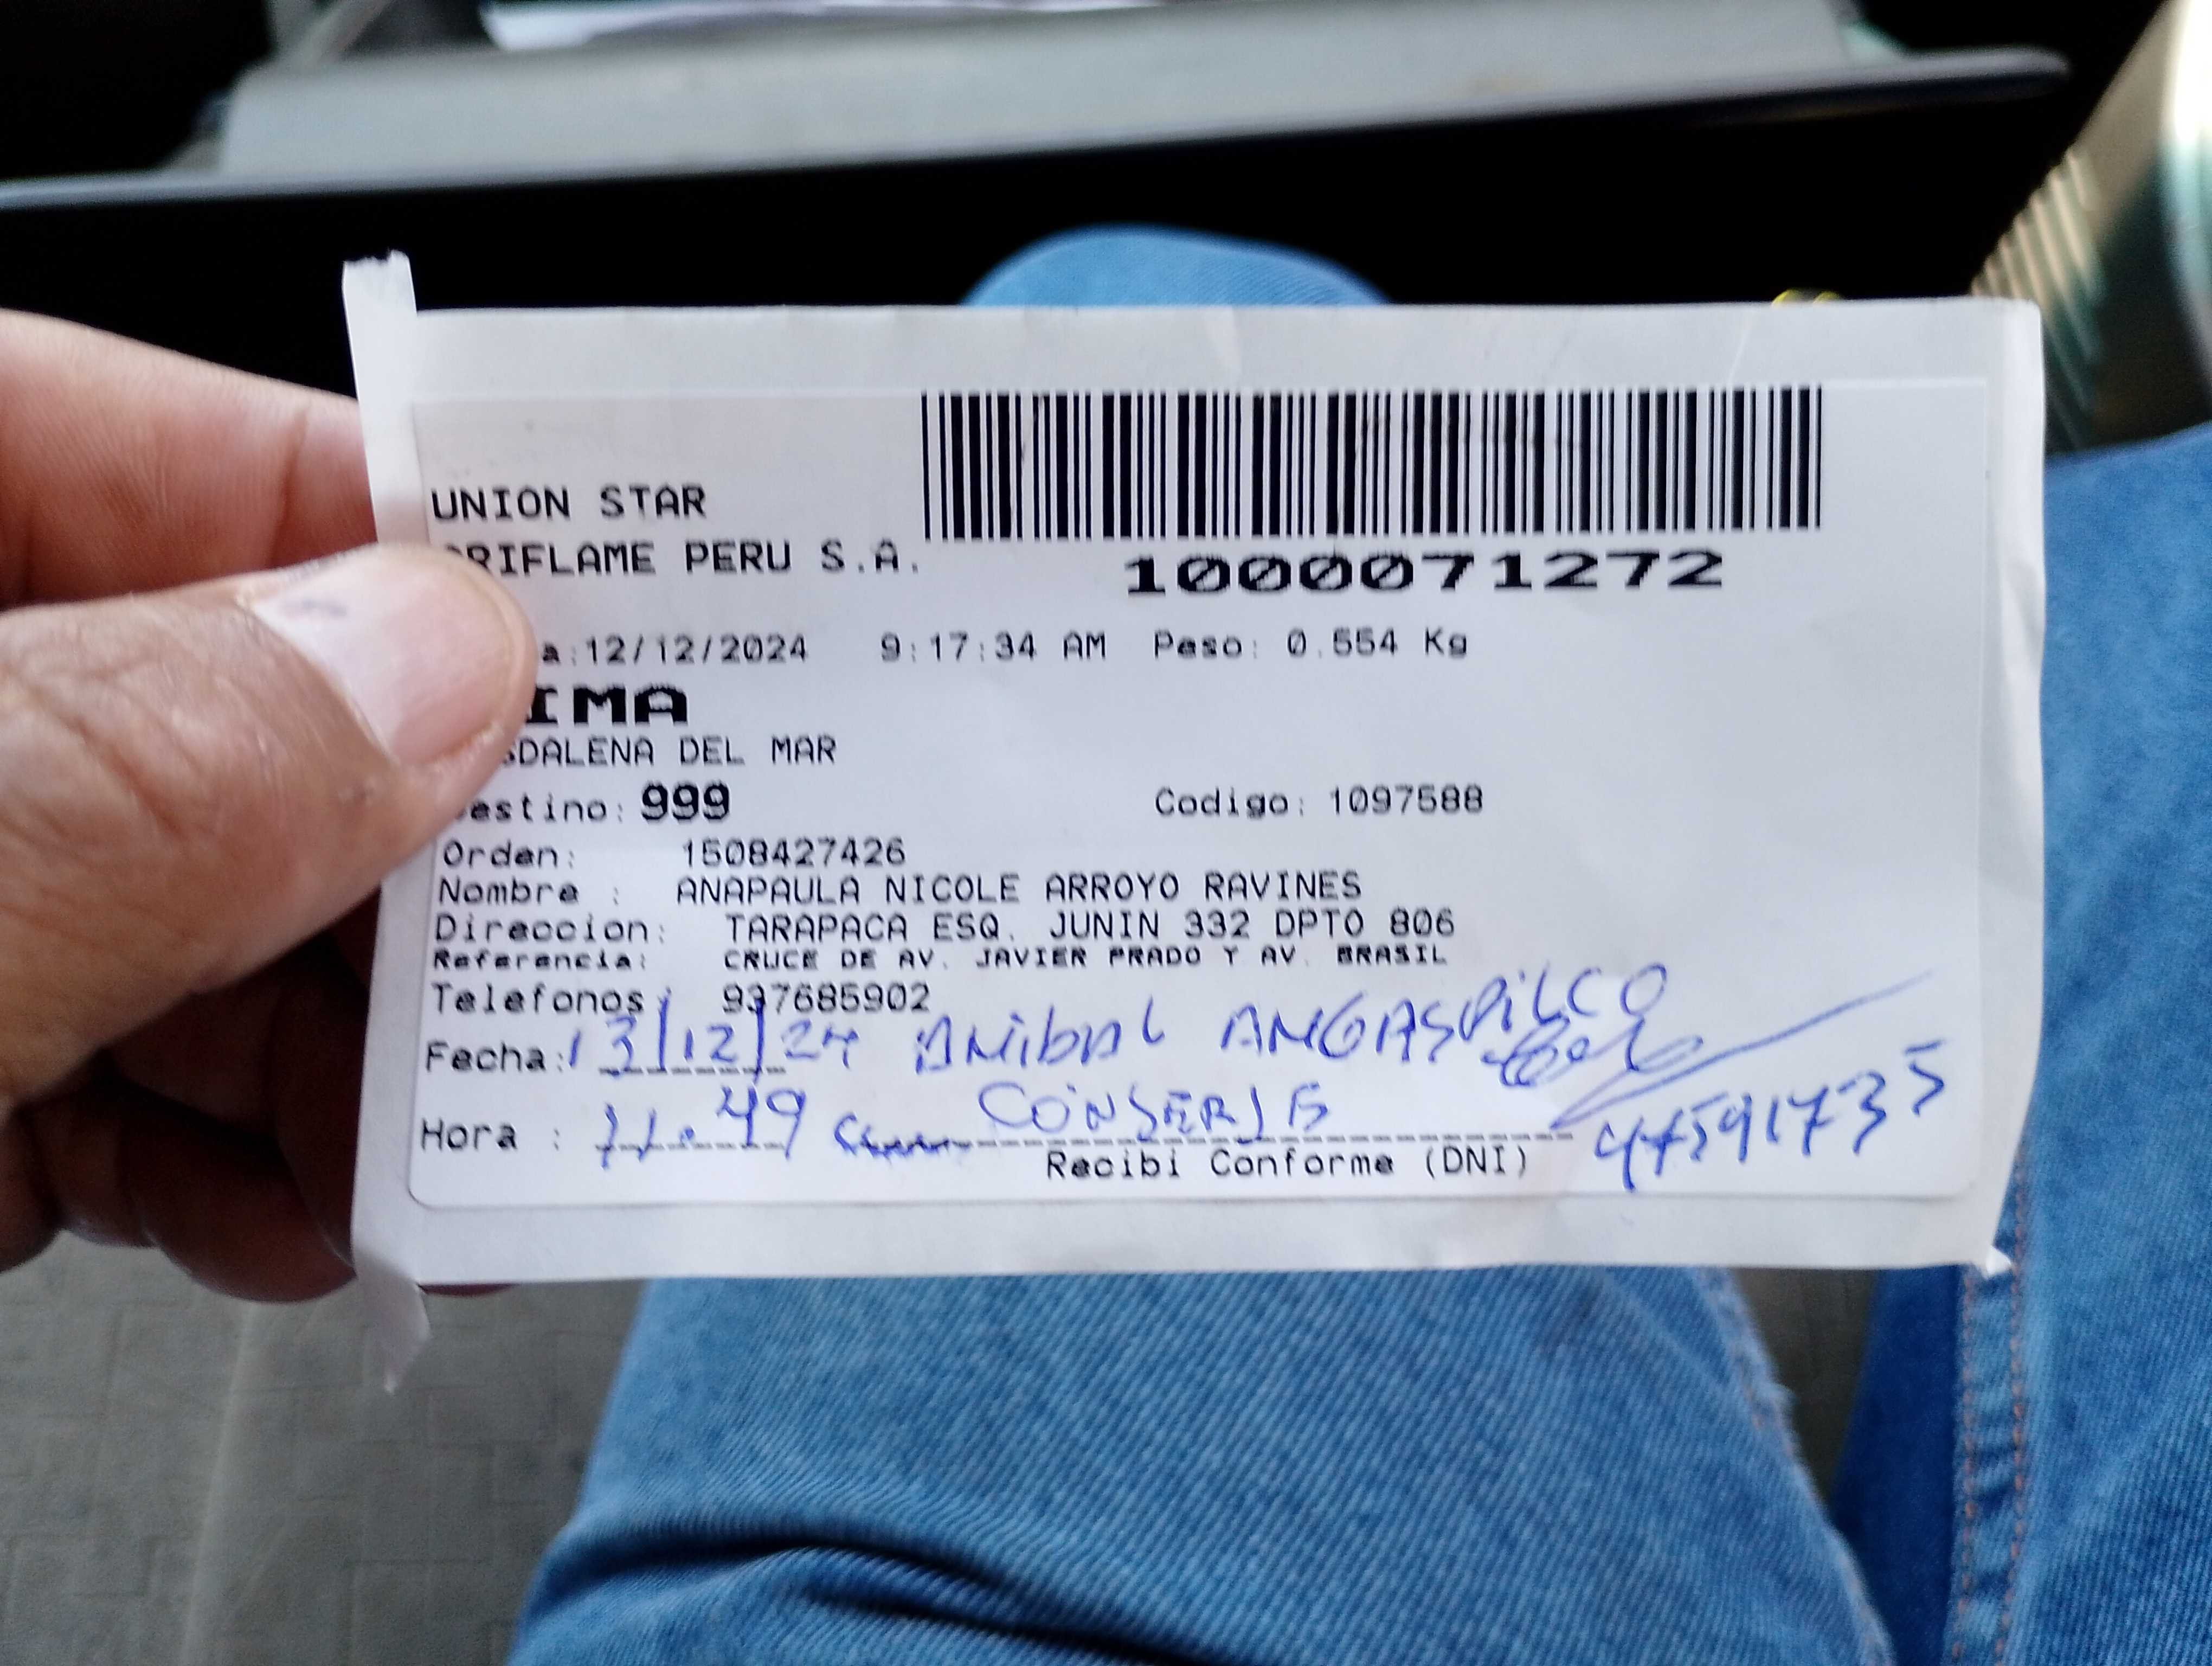 UNION STAR
ORIFLAME PERU S.A.
1000071272
a:12/12/2024 9:17:34 AM Peso: 0.554 Kg
IMA
GDALENA DEL MAR
estino: 999 Codigo: 1097588
Orden: 1508427426
Nombre : ANAPAULA NICOLE ARROYO RAVINES
Direccion: TARAPACA ESQ. JUNIN 332 DPTO 806
Referencia: CRUCE DE AV. JAVIER PRADO Y AV. BRASIL
Telefonos: 937685902
Fecha: 13/12/24 ANibAL ANGASPiLCO
Hora : 11.49 CONSERJE 44591735
Recibi Conforme (DNI)